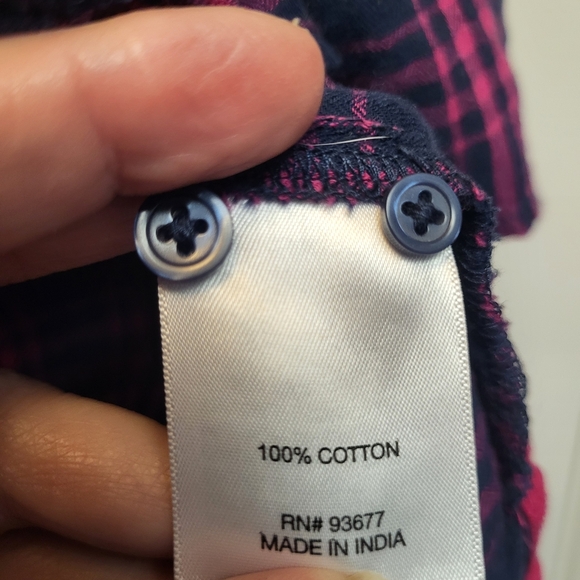 100% COTTON
RN# 93677
MADE IN INDIA